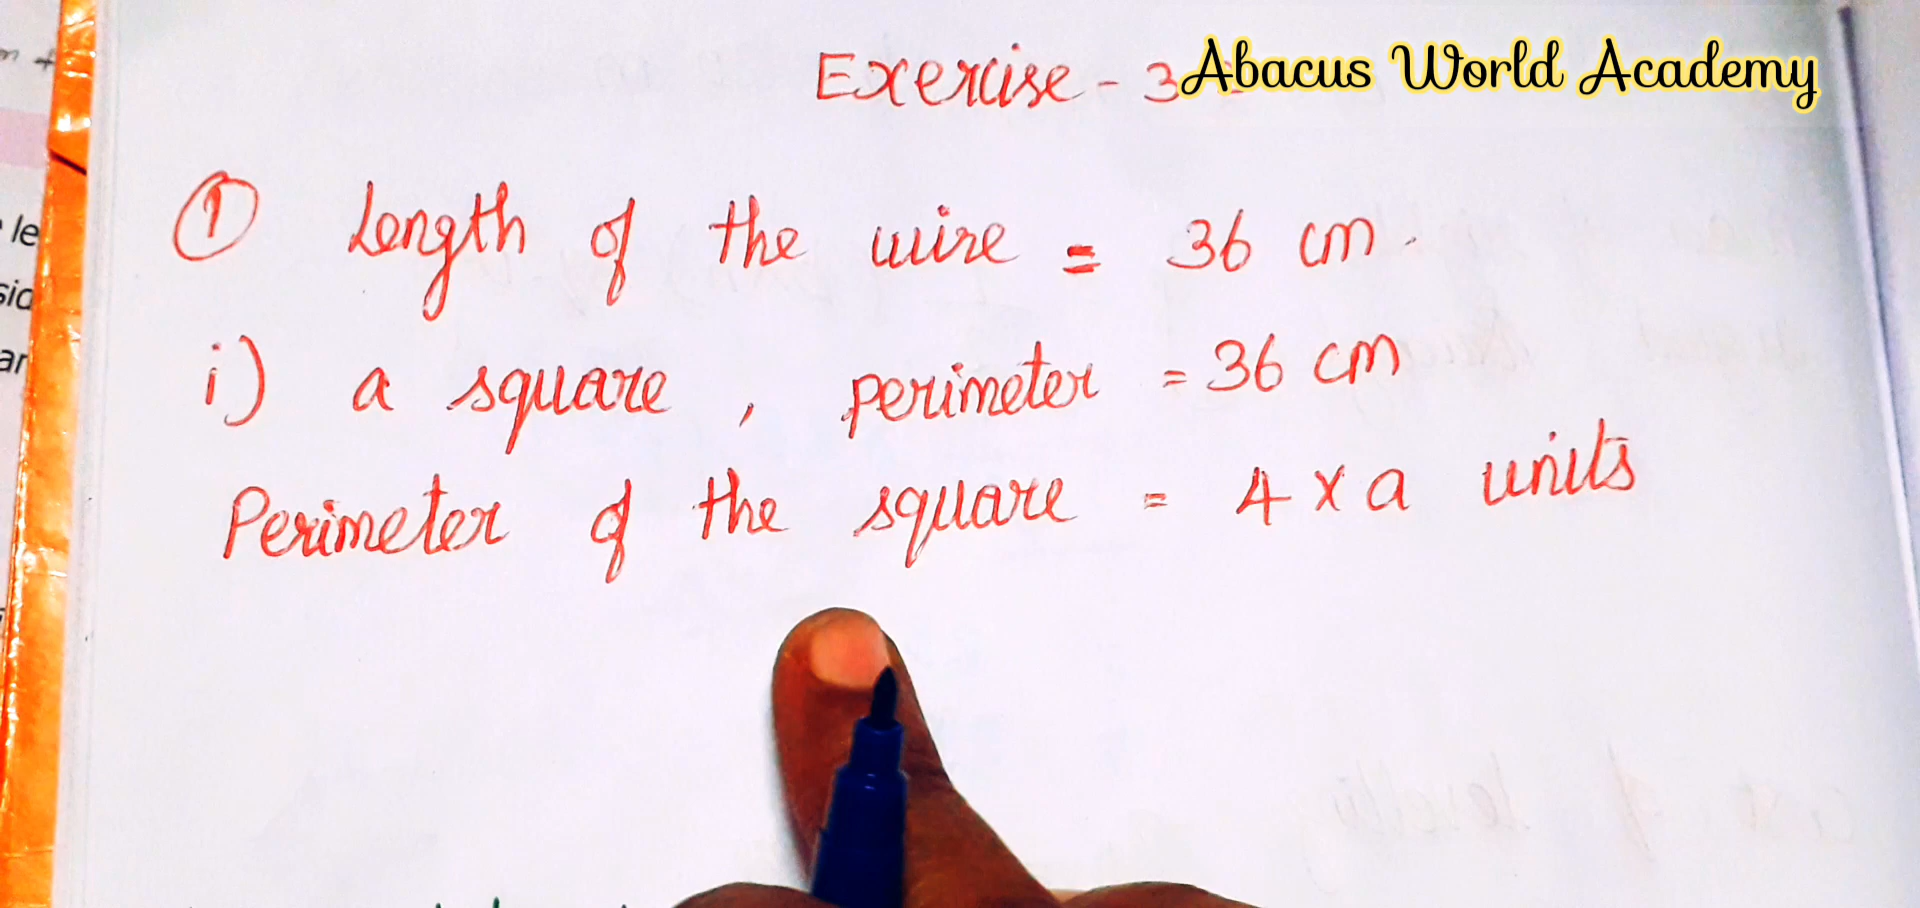 Exercise - 3
Abacus World Academy
① Length of the wire = 36 cm.
i) a square, perimeter = 36 cm
Perimeter of the square = 4 x a units
le